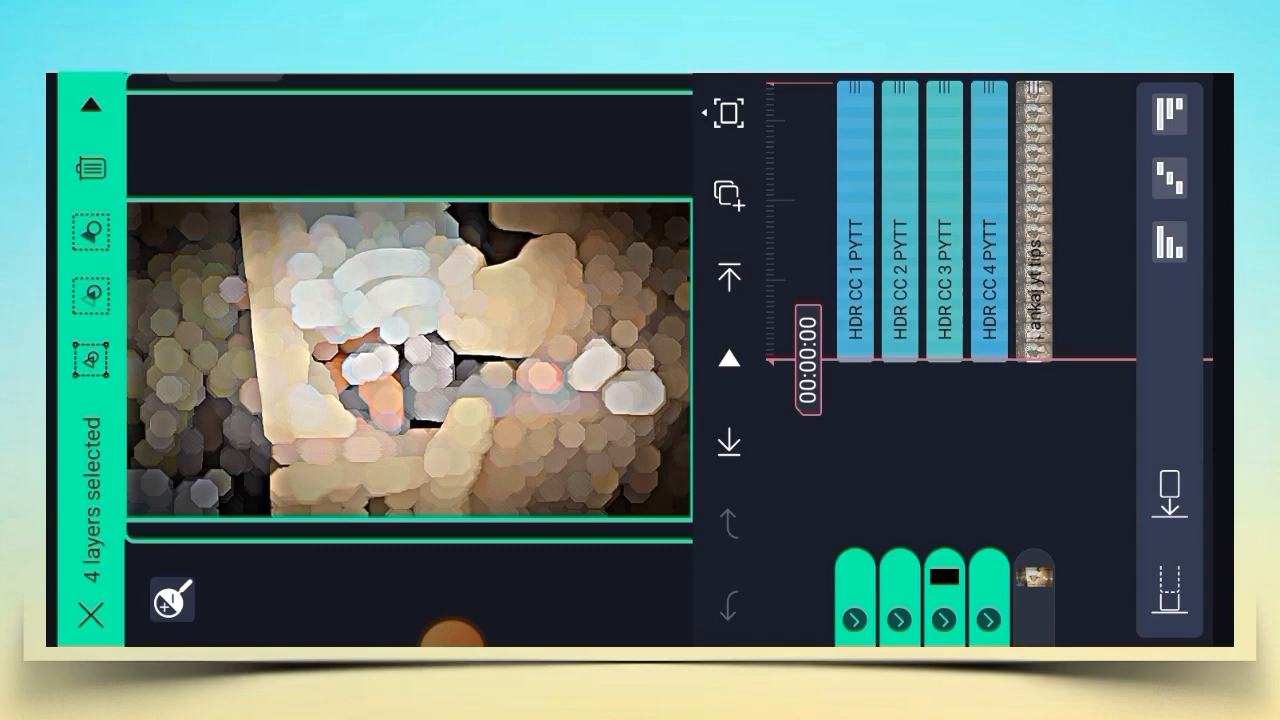 4 layers selected
00:00:00
HDR CC 1 PYTT
HDR CC 2 PYTT
HDR CC 3 PYTT
HDR CC 4 PYTT
yt tips